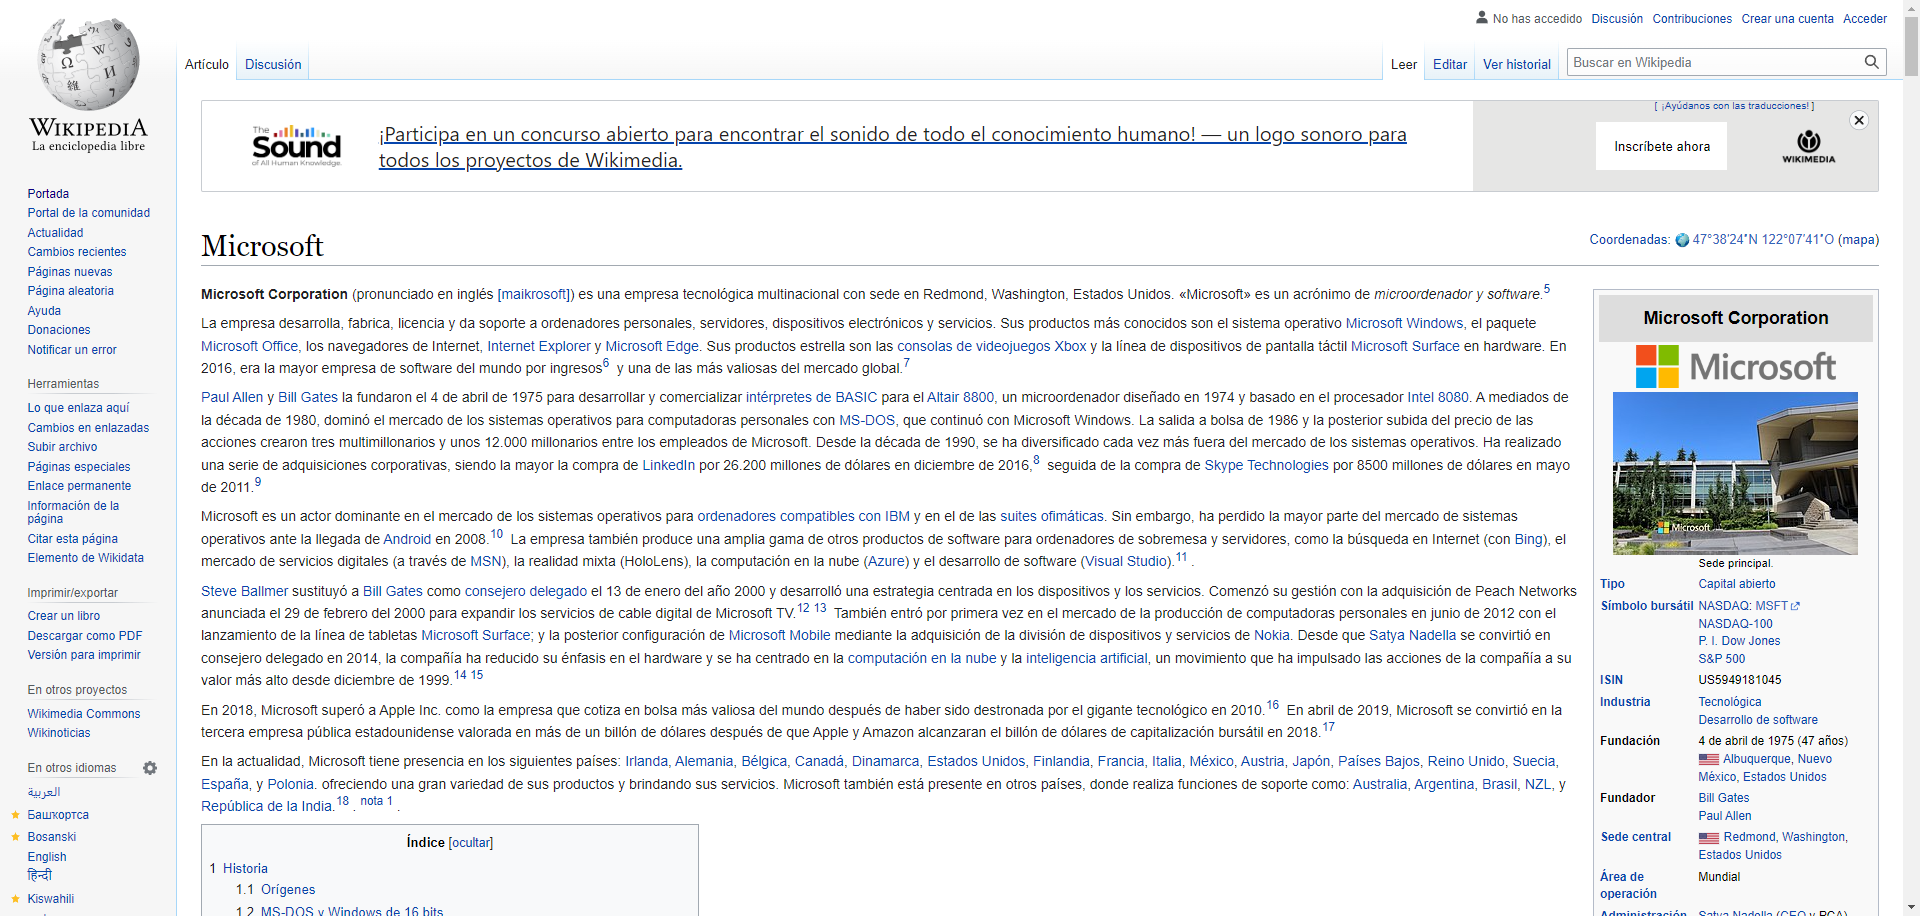 No has accedido Discusión Contribuciones Crear una cuenta Acceder
WIKIPEDIA
La enciclopedia libre
Artículo Discusión Leer Editar Ver historial Buscar en Wikipedia
The Sound of All Human Knowledge
¡Participa en un concurso abierto para encontrar el sonido de todo el conocimiento humano! — un logo sonoro para
todos los proyectos de Wikimedia.
[ ¡Ayúdanos con las traducciones! ]
Inscríbete ahora
WIKIMEDIA
Portada
Portal de la comunidad
Actualidad
Cambios recientes
Páginas nuevas
Página aleatoria
Ayuda
Donaciones
Notificar un error
Herramientas
Lo que enlaza aquí
Cambios en enlazadas
Subir archivo
Páginas especiales
Enlace permanente
Información de la
página
Citar esta página
Elemento de Wikidata
Imprimir/exportar
Crear un libro
Descargar como PDF
Versión para imprimir
En otros proyectos
Wikimedia Commons
Wikinoticias
En otros idiomas
العربية
Башҡортса
Bosanski
English
हिन्दी
Kiswahili
Microsoft
Coordenadas: 47°38′24″N 122°07′41″O (mapa)
Microsoft Corporation (pronunciado en inglés [maikrosoft]) es una empresa tecnológica multinacional con sede en Redmond, Washington, Estados Unidos. «Microsoft» es un acrónimo de microordenador y software.5
La empresa desarrolla, fabrica, licencia y da soporte a ordenadores personales, servidores, dispositivos electrónicos y servicios. Sus productos más conocidos son el sistema operativo Microsoft Windows, el paquete
Microsoft Office, los navegadores de Internet, Internet Explorer y Microsoft Edge. Sus productos estrella son las consolas de videojuegos Xbox y la línea de dispositivos de pantalla táctil Microsoft Surface en hardware. En
2016, era la mayor empresa de software del mundo por ingresos6 y una de las más valiosas del mercado global.7
Paul Allen y Bill Gates la fundaron el 4 de abril de 1975 para desarrollar y comercializar intérpretes de BASIC para el Altair 8800, un microordenador diseñado en 1974 y basado en el procesador Intel 8080. A mediados de
la década de 1980, dominó el mercado de los sistemas operativos para computadoras personales con MS-DOS, que continuó con Microsoft Windows. La salida a bolsa de 1986 y la posterior subida del precio de las
acciones crearon tres multimillonarios y unos 12.000 millonarios entre los empleados de Microsoft. Desde la década de 1990, se ha diversificado cada vez más fuera del mercado de los sistemas operativos. Ha realizado
una serie de adquisiciones corporativas, siendo la mayor la compra de LinkedIn por 26.200 millones de dólares en diciembre de 2016,8 seguida de la compra de Skype Technologies por 8500 millones de dólares en mayo
de 2011.9
Microsoft es un actor dominante en el mercado de los sistemas operativos para ordenadores compatibles con IBM y en el de las suites ofimáticas. Sin embargo, ha perdido la mayor parte del mercado de sistemas
operativos ante la llegada de Android en 2008.10 La empresa también produce una amplia gama de otros productos de software para ordenadores de sobremesa y servidores, como la búsqueda en Internet (con Bing), el
mercado de servicios digitales (a través de MSN), la realidad mixta (HoloLens), la computación en la nube (Azure) y el desarrollo de software (Visual Studio).11 .
Steve Ballmer sustituyó a Bill Gates como consejero delegado el 13 de enero del año 2000 y desarrolló una estrategia centrada en los dispositivos y los servicios. Comenzó su gestión con la adquisición de Peach Networks
anunciada el 29 de febrero del 2000 para expandir los servicios de cable digital de Microsoft TV.12 13 También entró por primera vez en el mercado de la producción de computadoras personales en junio de 2012 con el
lanzamiento de la línea de tabletas Microsoft Surface; y la posterior configuración de Microsoft Mobile mediante la adquisición de la división de dispositivos y servicios de Nokia. Desde que Satya Nadella se convirtió en
consejero delegado en 2014, la compañía ha reducido su énfasis en el hardware y se ha centrado en la computación en la nube y la inteligencia artificial, un movimiento que ha impulsado las acciones de la compañía a su
valor más alto desde diciembre de 1999.14 15
En 2018, Microsoft superó a Apple Inc. como la empresa que cotiza en bolsa más valiosa del mundo después de haber sido destronada por el gigante tecnológico en 2010.16 En abril de 2019, Microsoft se convirtió en la
tercera empresa pública estadounidense valorada en más de un billón de dólares después de que Apple y Amazon alcanzaran el billón de dólares de capitalización bursátil en 2018.17
En la actualidad, Microsoft tiene presencia en los siguientes países: Irlanda, Alemania, Bélgica, Canadá, Dinamarca, Estados Unidos, Finlandia, Francia, Italia, México, Austria, Japón, Países Bajos, Reino Unido, Suecia,
España, y Polonia. ofreciendo una gran variedad de sus productos y brindando sus servicios. Microsoft también está presente en otros países, donde realiza funciones de soporte como: Australia, Argentina, Brasil, NZL, y
República de la India.18 . nota 1 .
Índice [ocultar]
1 Historia
1.1 Orígenes
1.2 MS-DOS y Windows de 16 bits
Microsoft Corporation
Microsoft
Microsoft
Sede principal.
Tipo Capital abierto
Símbolo bursátil NASDAQ: MSFT
NASDAQ-100
P. I. Dow Jones
S&P 500
ISIN US5949181045
Industria Tecnológica
Desarrollo de software
Fundación 4 de abril de 1975 (47 años)
Albuquerque, Nuevo
México, Estados Unidos
Fundador Bill Gates
Paul Allen
Sede central Redmond, Washington,
Estados Unidos
Área de
operación Mundial
Administración Satya Nadella (CEO y PCA)